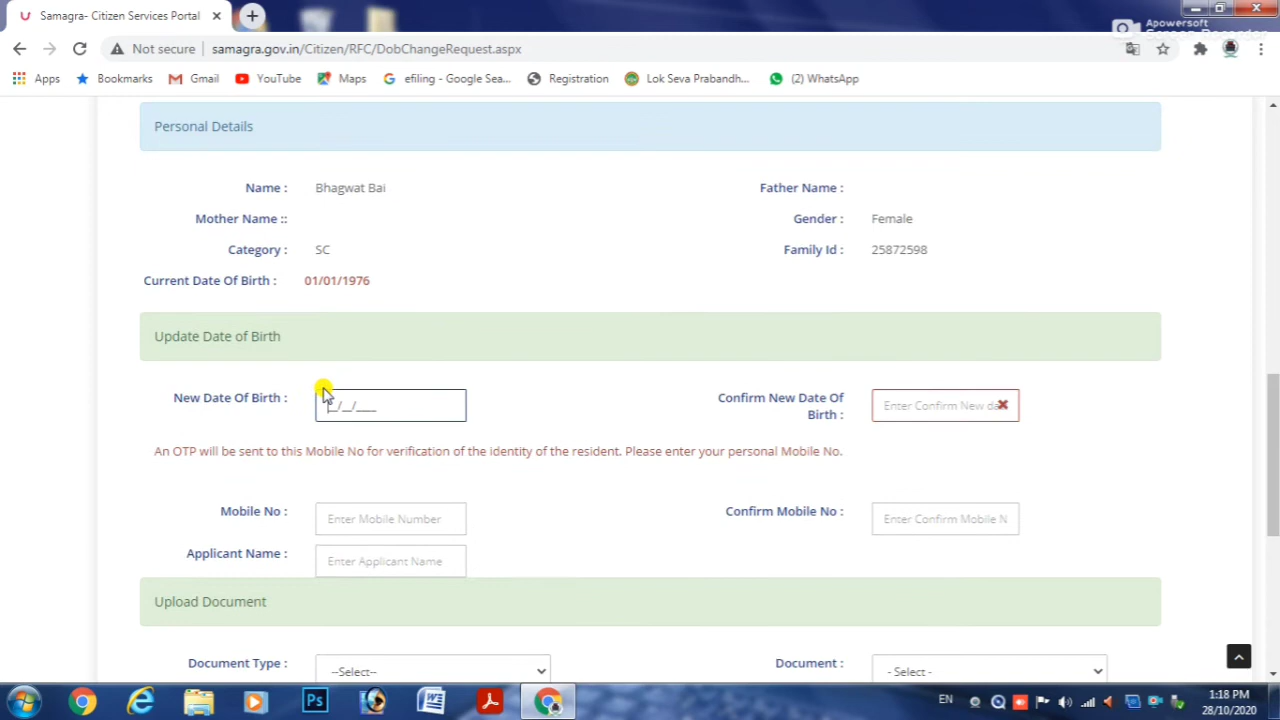 Samagra- Citizen Services Portal
Apowersoft
Not secure samagra.gov.in/Citizen/RFC/DobChangeRequest.aspx
Apps Bookmarks Gmail YouTube Maps efiling - Google Sea... Registration Lok Seva Prabandh... (2) WhatsApp
Personal Details
Name : Bhagwat Bai Father Name :
Mother Name :: Gender : Female
Category : SC Family Id : 25872598
Current Date Of Birth : 01/01/1976
Update Date of Birth
New Date Of Birth : __/__/____ Confirm New Date Of Birth : Enter Confirm New da
An OTP will be sent to this Mobile No for verification of the identity of the resident. Please enter your personal Mobile No.
Mobile No : Enter Mobile Number Confirm Mobile No : Enter Confirm Mobile N
Applicant Name : Enter Applicant Name
Upload Document
Document Type : --Select-- Document : - Select -
Ps
EN
1:18 PM
28/10/2020